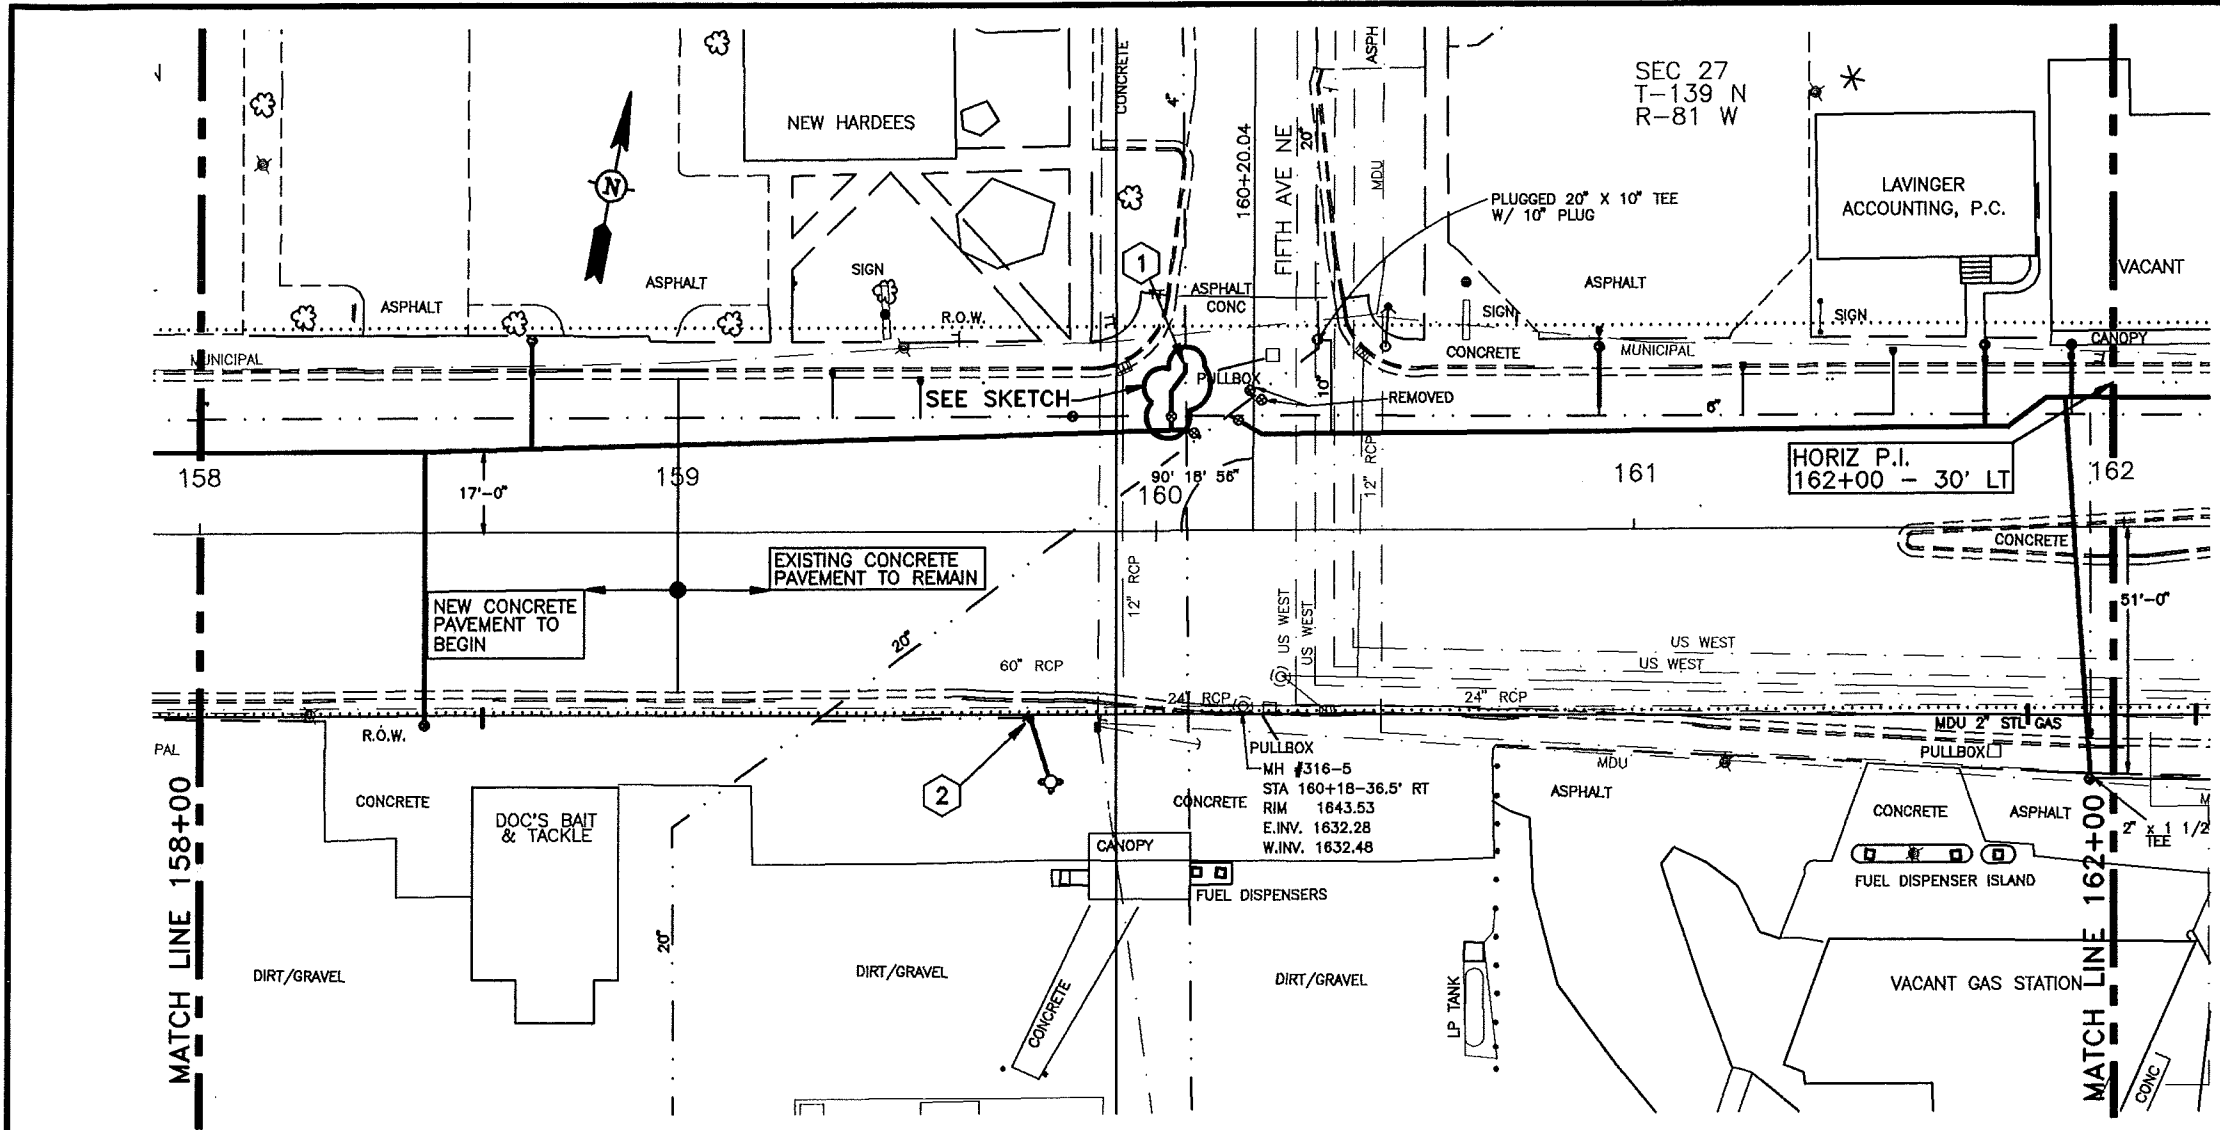 CONCRETE
4"
160+20.04
FIFTH AVE NE
20"
ASPH
MDU
SEC 27
T-139 N
R-81 W
NEW HARDEES
N
PLUGGED 20" X 10" TEE
W/ 10" PLUG
LAVINGER
ACCOUNTING, P.C.
VACANT
1
SIGN
ASPHALT
ASPHALT
ASPHALT
CONC
ASPHALT
R.O.W.
SIGN
SIGN
CANOPY
MUNICIPAL
CONCRETE
MUNICIPAL
SEE SKETCH
PULLBOX
10"
REMOVED
6"
158
159
17'-0"
90' 18' 56"
160
12" RCP
161
HORIZ P.I.
162+00 - 30' LT
162
CONCRETE
EXISTING CONCRETE
PAVEMENT TO REMAIN
NEW CONCRETE
PAVEMENT TO
BEGIN
12" RCP
20"
60" RCP
US WEST
US WEST
US WEST
US WEST
51'-0"
24" RCP
24" RCP
R.O.W.
MDU 2" STL GAS
PAL
PULLBOX
PULLBOX
MH #316-5
STA 160+18-36.5' RT
RIM 1643.53
E.INV. 1632.28
W.INV. 1632.48
MDU
2
CONCRETE
CONCRETE
ASPHALT
CONCRETE
ASPHALT
M
DOC'S BAIT
& TACKLE
CANOPY
2" x 1 1/2
TEE
FUEL DISPENSERS
FUEL DISPENSER ISLAND
20"
DIRT/GRAVEL
DIRT/GRAVEL
DIRT/GRAVEL
CONCRETE
LP TANK
VACANT GAS STATION
CONC
MATCH LINE 158+00
MATCH LINE 162+00